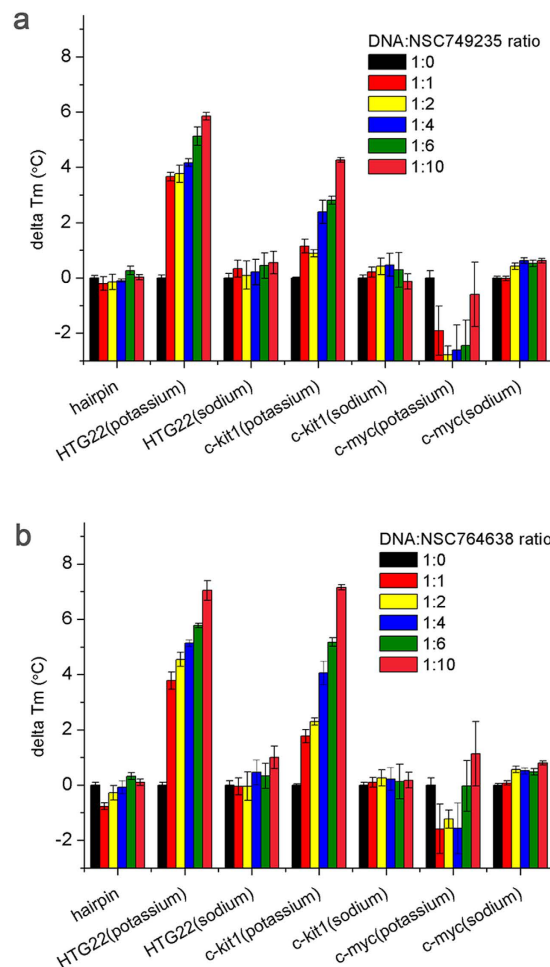 a
DNA:NSC749235 ratio
1:0
1:1
1:2
1:4
1:6
1:10
8
6
4
2
0
-2
delta Tm (°C)
hairpin
HTG22(potassium)
HTG22(sodium)
c-kit1(potassium)
c-kit1(sodium)
c-myc(potassium)
c-myc(sodium)
b
DNA:NSC764638 ratio
1:0
1:1
1:2
1:4
1:6
1:10
8
6
4
2
0
-2
delta Tm (°C)
hairpin
HTG22(potassium)
HTG22(sodium)
c-kit1(potassium)
c-kit1(sodium)
c-myc(potassium)
c-myc(sodium)